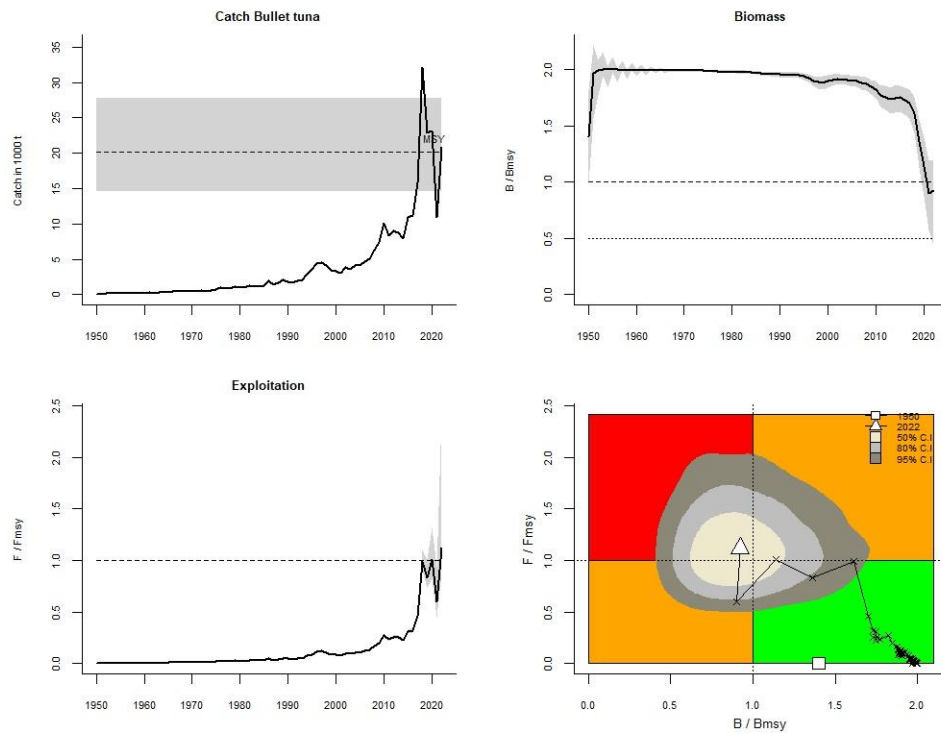 Catch Bullet tuna
Catch in 1000 t
35
30
25
20
15
10
5
0
MSY
1950 1960 1970 1980 1990 2000 2010 2020
Biomass
B / Bmsy
2.0
1.5
1.0
0.5
0.0
1950 1960 1970 1980 1990 2000 2010 2020
Exploitation
F / Fmsy
2.5
2.0
1.5
1.0
0.5
0.0
1950 1960 1970 1980 1990 2000 2010 2020
F / Fmsy
2.5
2.0
1.5
1.0
0.5
0.0
1950
2022
50% C.I
80% C.I
95% C.I
0.0 0.5 1.0 1.5 2.0
B / Bmsy